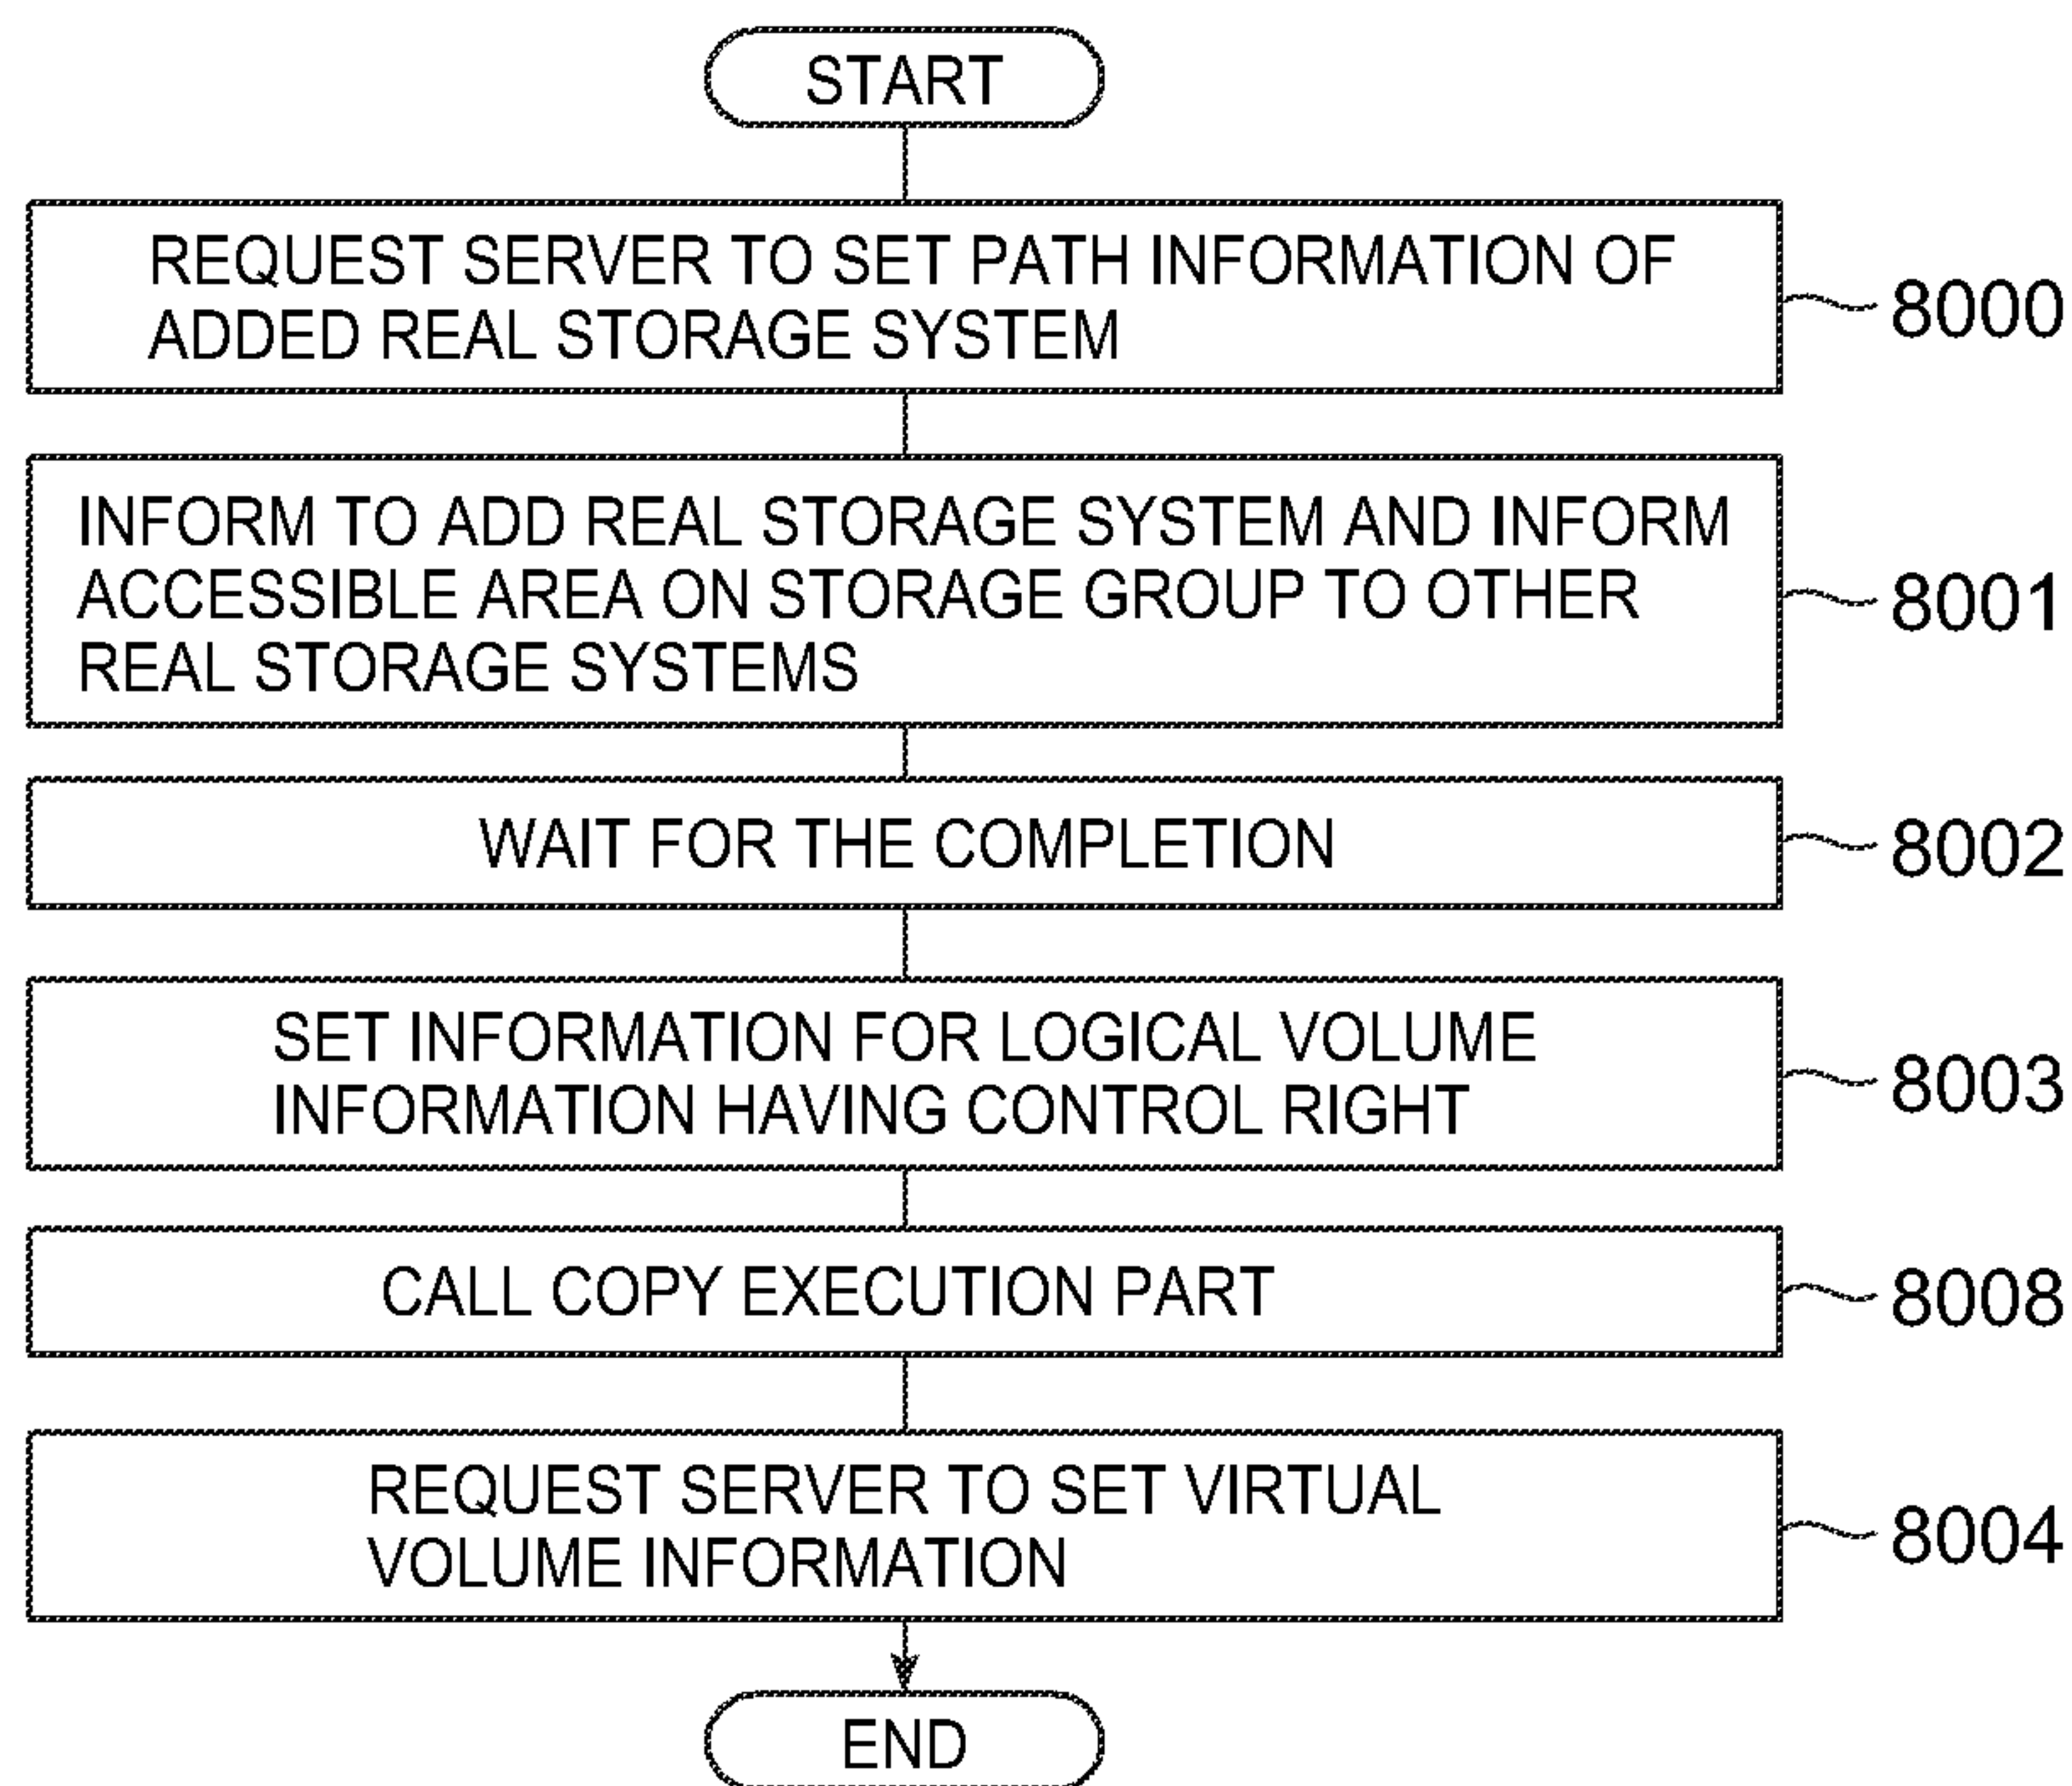 START
REQUEST SERVER TO SET PATH INFORMATION OF
ADDED REAL STORAGE SYSTEM
8000
INFORM TO ADD REAL STORAGE SYSTEM AND INFORM
ACCESSIBLE AREA ON STORAGE GROUP TO OTHER
REAL STORAGE SYSTEMS
8001
WAIT FOR THE COMPLETION
8002
SET INFORMATION FOR LOGICAL VOLUME
INFORMATION HAVING CONTROL RIGHT
8003
CALL COPY EXECUTION PART
8008
REQUEST SERVER TO SET VIRTUAL
VOLUME INFORMATION
8004
END